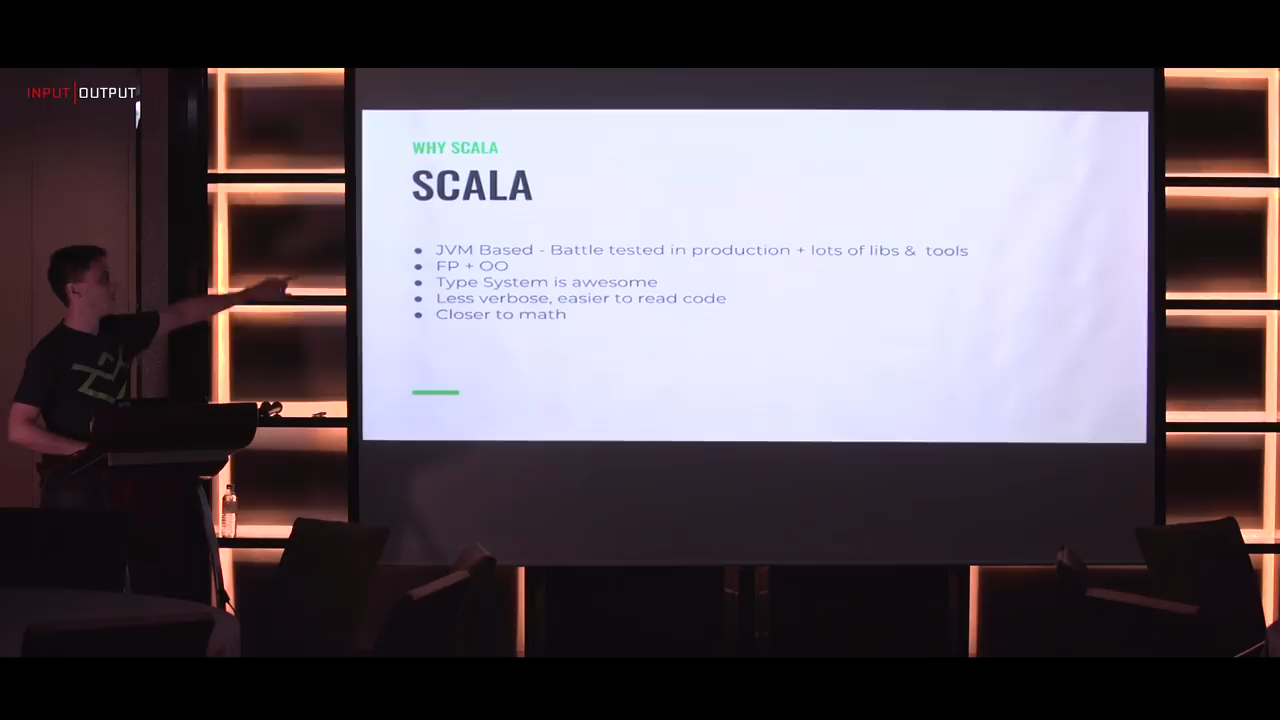 INPUT|OUTPUT
WHY SCALA
SCALA
● JVM Based - Battle tested in production + lots of libs & tools
● FP + OO
● Type System is awesome
● Less verbose, easier to read code
● Closer to math